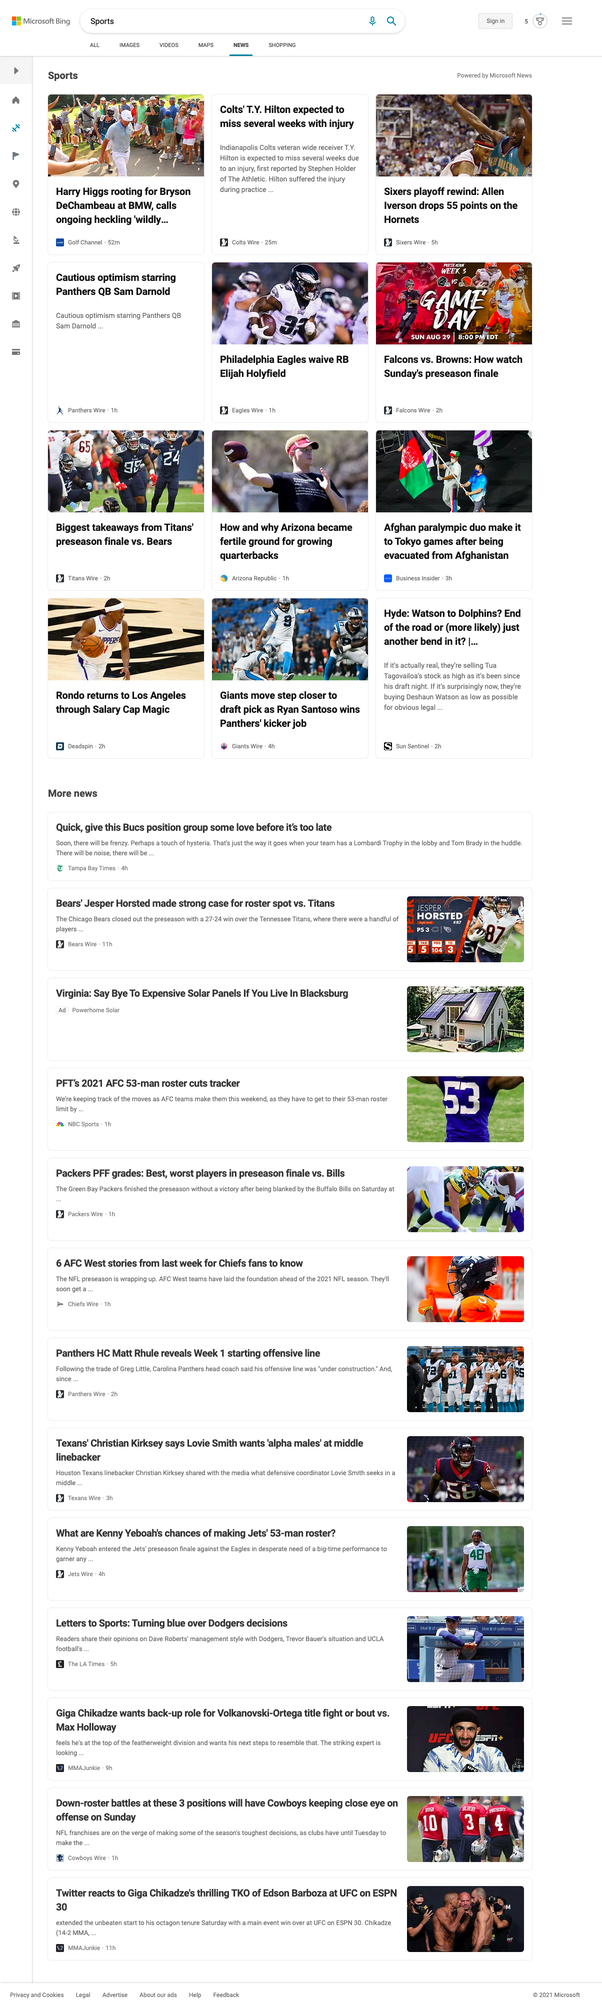 Microsoft Bing
Sports
Sign in
5
ALL IMAGES VIDEOS MAPS NEWS SHOPPING
Sports
Powered by Microsoft News
Harry Higgs rooting for Bryson
DeChambeau at BMW, calls
ongoing heckling 'wildly...
Golf Channel · 52m
Colts' T.Y. Hilton expected to
miss several weeks with injury
Indianapolis Colts veteran wide receiver T.Y.
Hilton is expected to miss several weeks due
to an injury, first reported by Stephen Holder
of The Athletic. Hilton suffered the injury
during practice ...
Colts Wire · 25m
Sixers playoff rewind: Allen
Iverson drops 55 points on the
Hornets
Sixers Wire · 5h
Cautious optimism starring
Panthers QB Sam Darnold
Cautious optimism starring Panthers QB
Sam Darnold ...
Panthers Wire · 1h
Philadelphia Eagles waive RB
Elijah Holyfield
Eagles Wire · 1h
PRESEASON
WEEK 3
VS
GAME
DAY
SUN AUG 29 | 8:00 PM EDT
Falcons vs. Browns: How watch
Sunday's preseason finale
Falcons Wire · 2h
65
98
24
Biggest takeaways from Titans'
preseason finale vs. Bears
Titans Wire · 2h
How and why Arizona became
fertile ground for growing
quarterbacks
Arizona Republic · 1h
Afghan paralympic duo make it
to Tokyo games after being
evacuated from Afghanistan
Business Insider · 3h
Rondo returns to Los Angeles
through Salary Cap Magic
Deadspin · 2h
9
Giants move step closer to
draft pick as Ryan Santoso wins
Panthers' kicker job
Giants Wire · 4h
Hyde: Watson to Dolphins? End
of the road or (more likely) just
another bend in it? |...
If it's actually real, they're selling Tua
Tagovailoa's stock as high as it's been since
his draft night. If it's surprisingly now, they're
buying Deshaun Watson as low as possible
for obvious legal ...
Sun Sentinel · 2h
More news
Quick, give this Bucs position group some love before it's too late
Soon, there will be frenzy. Perhaps a touch of hysteria. That's just the way it goes when your team has a Lombardi Trophy in the lobby and Tom Brady in the huddle.
There will be noise, there will be ...
Tampa Bay Times · 4h
Bears' Jesper Horsted made strong case for roster spot vs. Titans
The Chicago Bears closed out the preseason with a 27-24 win over the Tennessee Titans, where there were a handful of
players ...
Bears Wire · 11h
JESPER
HORSTED
#87
PS 3
5 5 104 3
87
Virginia: Say Bye To Expensive Solar Panels If You Live In Blacksburg
Ad Powerhome Solar
PFT's 2021 AFC 53-man roster cuts tracker
We're keeping track of the moves as AFC teams make them this weekend, as they have to get to their 53-man roster
limit by ...
NBC Sports · 1h
53
Packers PFF grades: Best, worst players in preseason finale vs. Bills
The Green Bay Packers finished the preseason without a victory after being blanked by the Buffalo Bills on Saturday at
...
Packers Wire · 1h
6 AFC West stories from last week for Chiefs fans to know
The NFL preseason is wrapping up. AFC West teams have laid the foundation ahead of the 2021 NFL season. They'll
soon get a ...
Chiefs Wire · 1h
Panthers HC Matt Rhule reveals Week 1 starting offensive line
Following the trade of Greg Little, Carolina Panthers head coach said his offensive line was "under construction." And,
since ...
Panthers Wire · 2h
Texans' Christian Kirksey says Lovie Smith wants 'alpha males' at middle
linebacker
Houston Texans linebacker Christian Kirksey shared with the media what defensive coordinator Lovie Smith seeks in a
middle ...
Texans Wire · 3h
What are Kenny Yeboah's chances of making Jets' 53-man roster?
Kenny Yeboah entered the Jets' preseason finale against the Eagles in desperate need of a big-time performance to
garner any ...
Jets Wire · 4h
48
Letters to Sports: Turning blue over Dodgers decisions
Readers share their opinions on Dave Roberts' management style with Dodgers, Trevor Bauer's situation and UCLA
football's ...
The LA Times · 5h
Giga Chikadze wants back-up role for Volkanovski-Ortega title fight or bout vs.
Max Holloway
feels he's at the top of the featherweight division and wants his next steps to resemble that. The striking expert is
looking ...
MMAJunkie · 9h
ESPN+
Down-roster battles at these 3 positions will have Cowboys keeping close eye on
offense on Sunday
NFL franchises are on the verge of making some of the season's toughest decisions, as clubs have until Tuesday to
make the ...
Cowboys Wire · 1h
10
3
4
Twitter reacts to Giga Chikadze's thrilling TKO of Edson Barboza at UFC on ESPN
30
extended the unbeaten start to his octagon tenure Saturday with a main event win over at UFC on ESPN 30. Chikadze
(14-2 MMA, ...
MMAJunkie · 11h
Privacy and Cookies Legal Advertise About our ads Help Feedback
© 2021 Microsoft